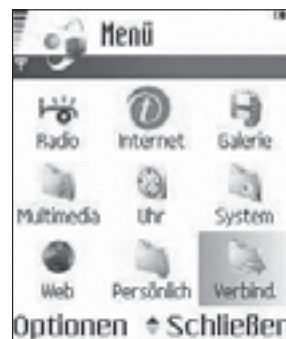 Menü
Radio Internet Galerie
Multimedia Uhr System
Web Persönlich Verbind.
Optionen Schließen